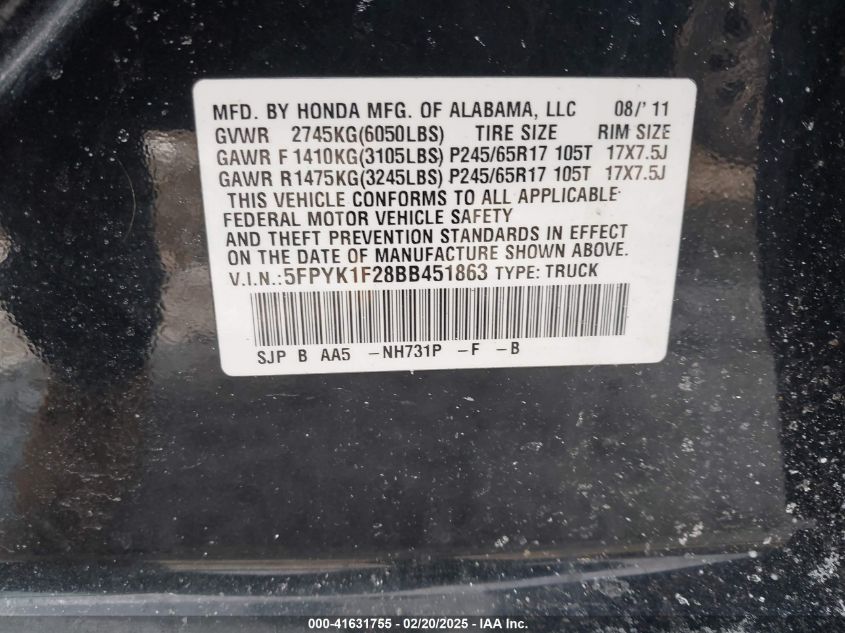 MFD. BY HONDA MFG. OF ALABAMA, LLC 08/' 11
GVWR 2745KG(6050LBS) TIRE SIZE RIM SIZE
GAWR F 1410KG(3105LBS) P245/65R17 105T 17X7.5J
GAWR R1475KG(3245LBS) P245/65R17 105T 17X7.5J
THIS VEHICLE CONFORMS TO ALL APPLICABLE
FEDERAL MOTOR VEHICLE SAFETY
AND THEFT PREVENTION STANDARDS IN EFFECT
ON THE DATE OF MANUFACTURE SHOWN ABOVE.
V.I.N.:5FPYK1F28BB451863 TYPE: TRUCK
SJP B AA5 -NH731P -F -B
000-41631755 - 02/20/2025 - IAA Inc.